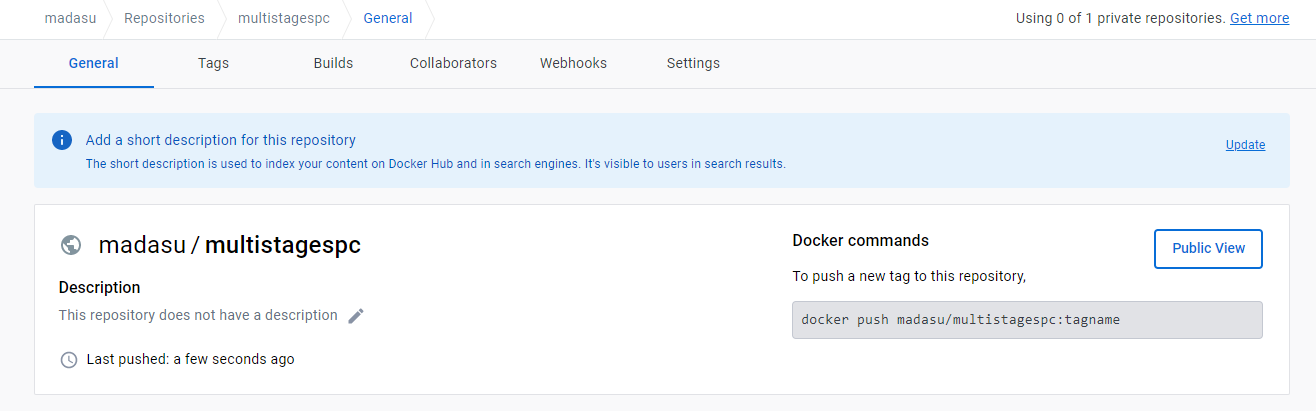 madasu Repositories multistagespc General Using 0 of 1 private repositories. Get more
General Tags Builds Collaborators Webhooks Settings
Add a short description for this repository
The short description is used to index your content on Docker Hub and in search engines. It's visible to users in search results.
Update
madasu / multistagespc
Description
This repository does not have a description
Last pushed: a few seconds ago
Docker commands
Public View
To push a new tag to this repository,
docker push madasu/multistagespc:tagname